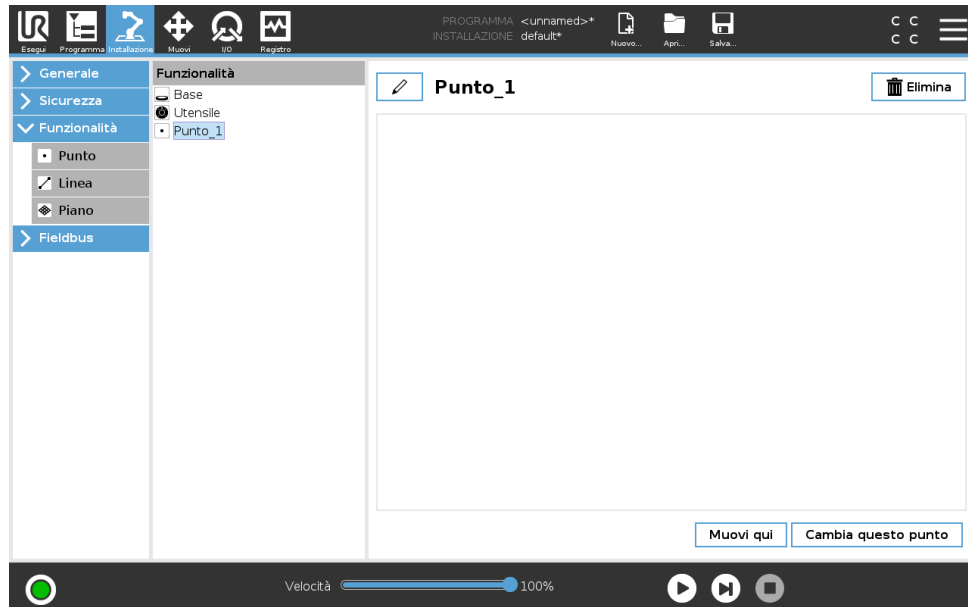 PROGRAMMA <unnamed>*
INSTALLAZIONE default*
Esegui Programma Installazione Muovi I/O Registro Nuovo... Apri... Salva...
C C
C C
Generale
Sicurezza
Funzionalità
Punto
Linea
Piano
Fieldbus
Funzionalità
Base
Utensile
Punto_1
Punto_1
Elimina
Muovi qui Cambia questo punto
Velocità 100%